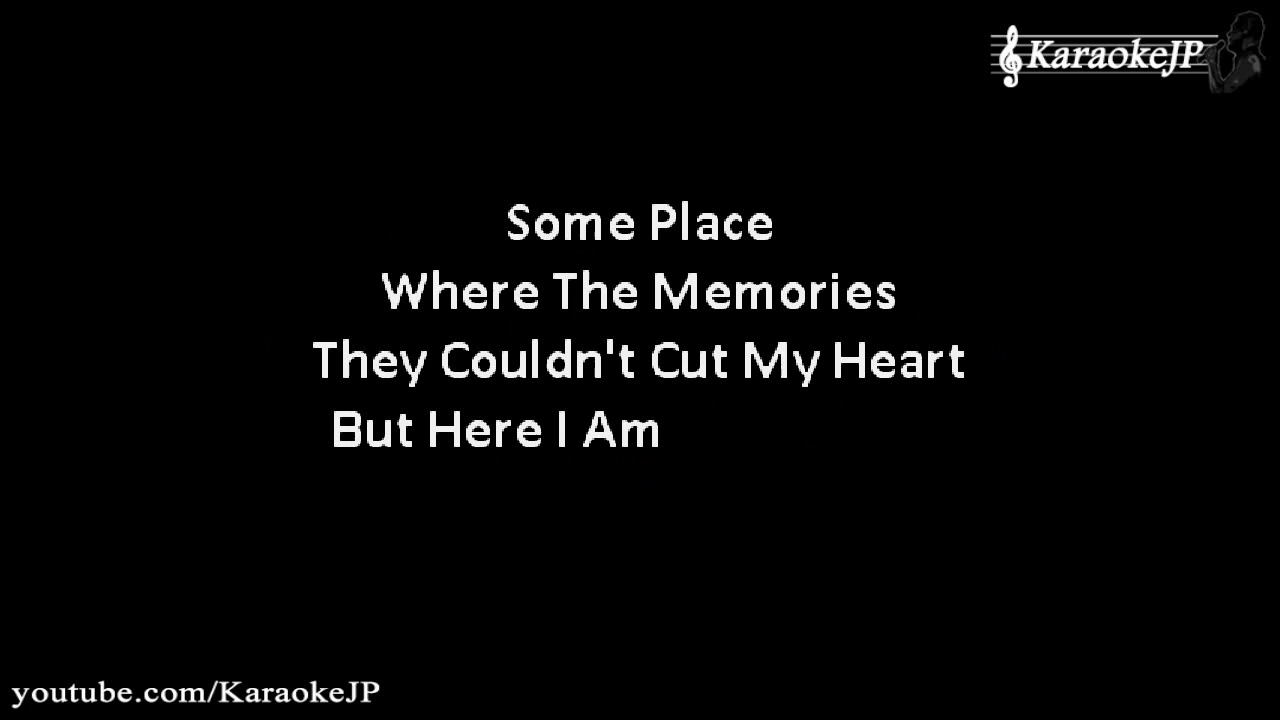 KaraokeJP
Some Place
Where The Memories
They Couldn't Cut My Heart
But Here I Am
youtube.com/KaraokeJP